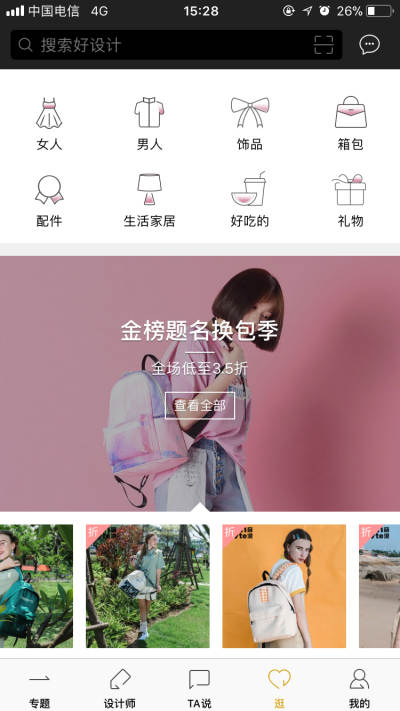 中国电信 4G 15:28 26%
搜索好设计
女人 男人 饰品 箱包
配件 生活家居 好吃的 礼物
金榜题名换包季
全场低至3.5折
查看全部
折 折 折
专题 设计师 TA说 逛 我的